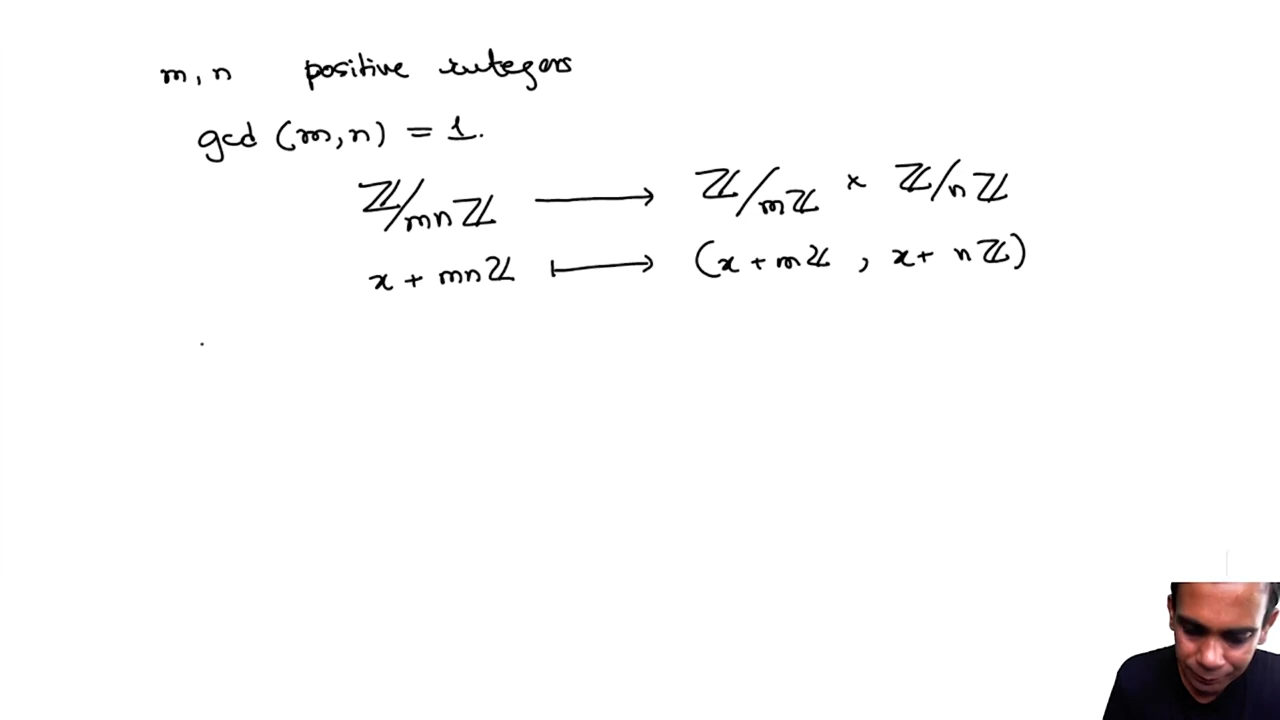 m, n positive integers
gcd (m, n) = 1.
ℤ/mnℤ ⟶ ℤ/mℤ × ℤ/nℤ
x + mnℤ ⟼ (x + mℤ , x + nℤ)